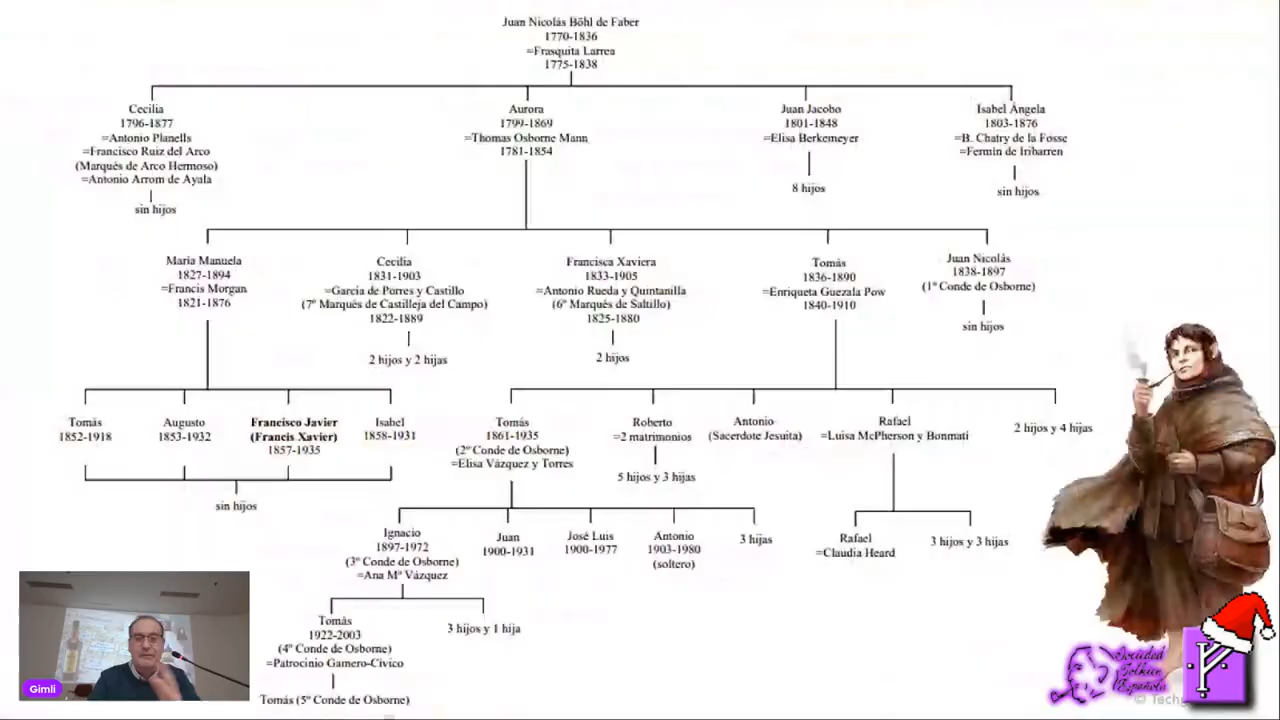 Juan Nicolás Böhl de Faber
1770-1836
=Frasquita Larrea
1775-1838
Cecilia
1796-1877
=Antonio Planells
=Francisco Ruiz del Arco
(Marqués de Arco Hermoso)
=Antonio Arrom de Ayala
sin hijos
Aurora
1799-1869
=Thomas Osborne Mann
1781-1854
Juan Jacobo
1801-1848
=Elisa Berkemeyer
8 hijos
Isabel Ángela
1803-1876
=B. Chatry de la Fosse
=Fermín de Iribarren
sin hijos
María Manuela
1827-1894
=Francis Morgan
1821-1876
Cecilia
1831-1903
=García de Porres y Castillo
(7º Marqués de Castilleja del Campo)
1822-1889
2 hijos y 2 hijas
Francisca Xaviera
1833-1905
=Antonio Rueda y Quintanilla
(6º Marqués de Saltillo)
1825-1880
2 hijos
Tomás
1836-1890
=Enriqueta Guezala Pow
1840-1910
Juan Nicolás
1838-1897
(1º Conde de Osborne)
sin hijos
Tomás
1852-1918
Augusto
1853-1932
Francisco Javier
(Francis Xavier)
1857-1935
Isabel
1858-1931
sin hijos
Tomás
1861-1935
(2º Conde de Osborne)
=Elisa Vázquez y Torres
Roberto
=2 matrimonios
5 hijos y 3 hijas
Antonio
(Sacerdote Jesuita)
Rafael
=Luisa McPherson y Bonmati
2 hijos y 4 hijas
Ignacio
1897-1972
(3º Conde de Osborne)
=Ana Mª Vázquez
Juan
1900-1931
José Luis
1900-1977
Antonio
1903-1980
(soltero)
3 hijas
Rafael
=Claudia Heard
3 hijos y 3 hijas
Tomás
1922-2003
(4º Conde de Osborne)
=Patrocinio Gamero-Cívico
3 hijos y 1 hija
Tomás (5º Conde de Osborne)
Gimli
Sociedad
Tolkien
Española